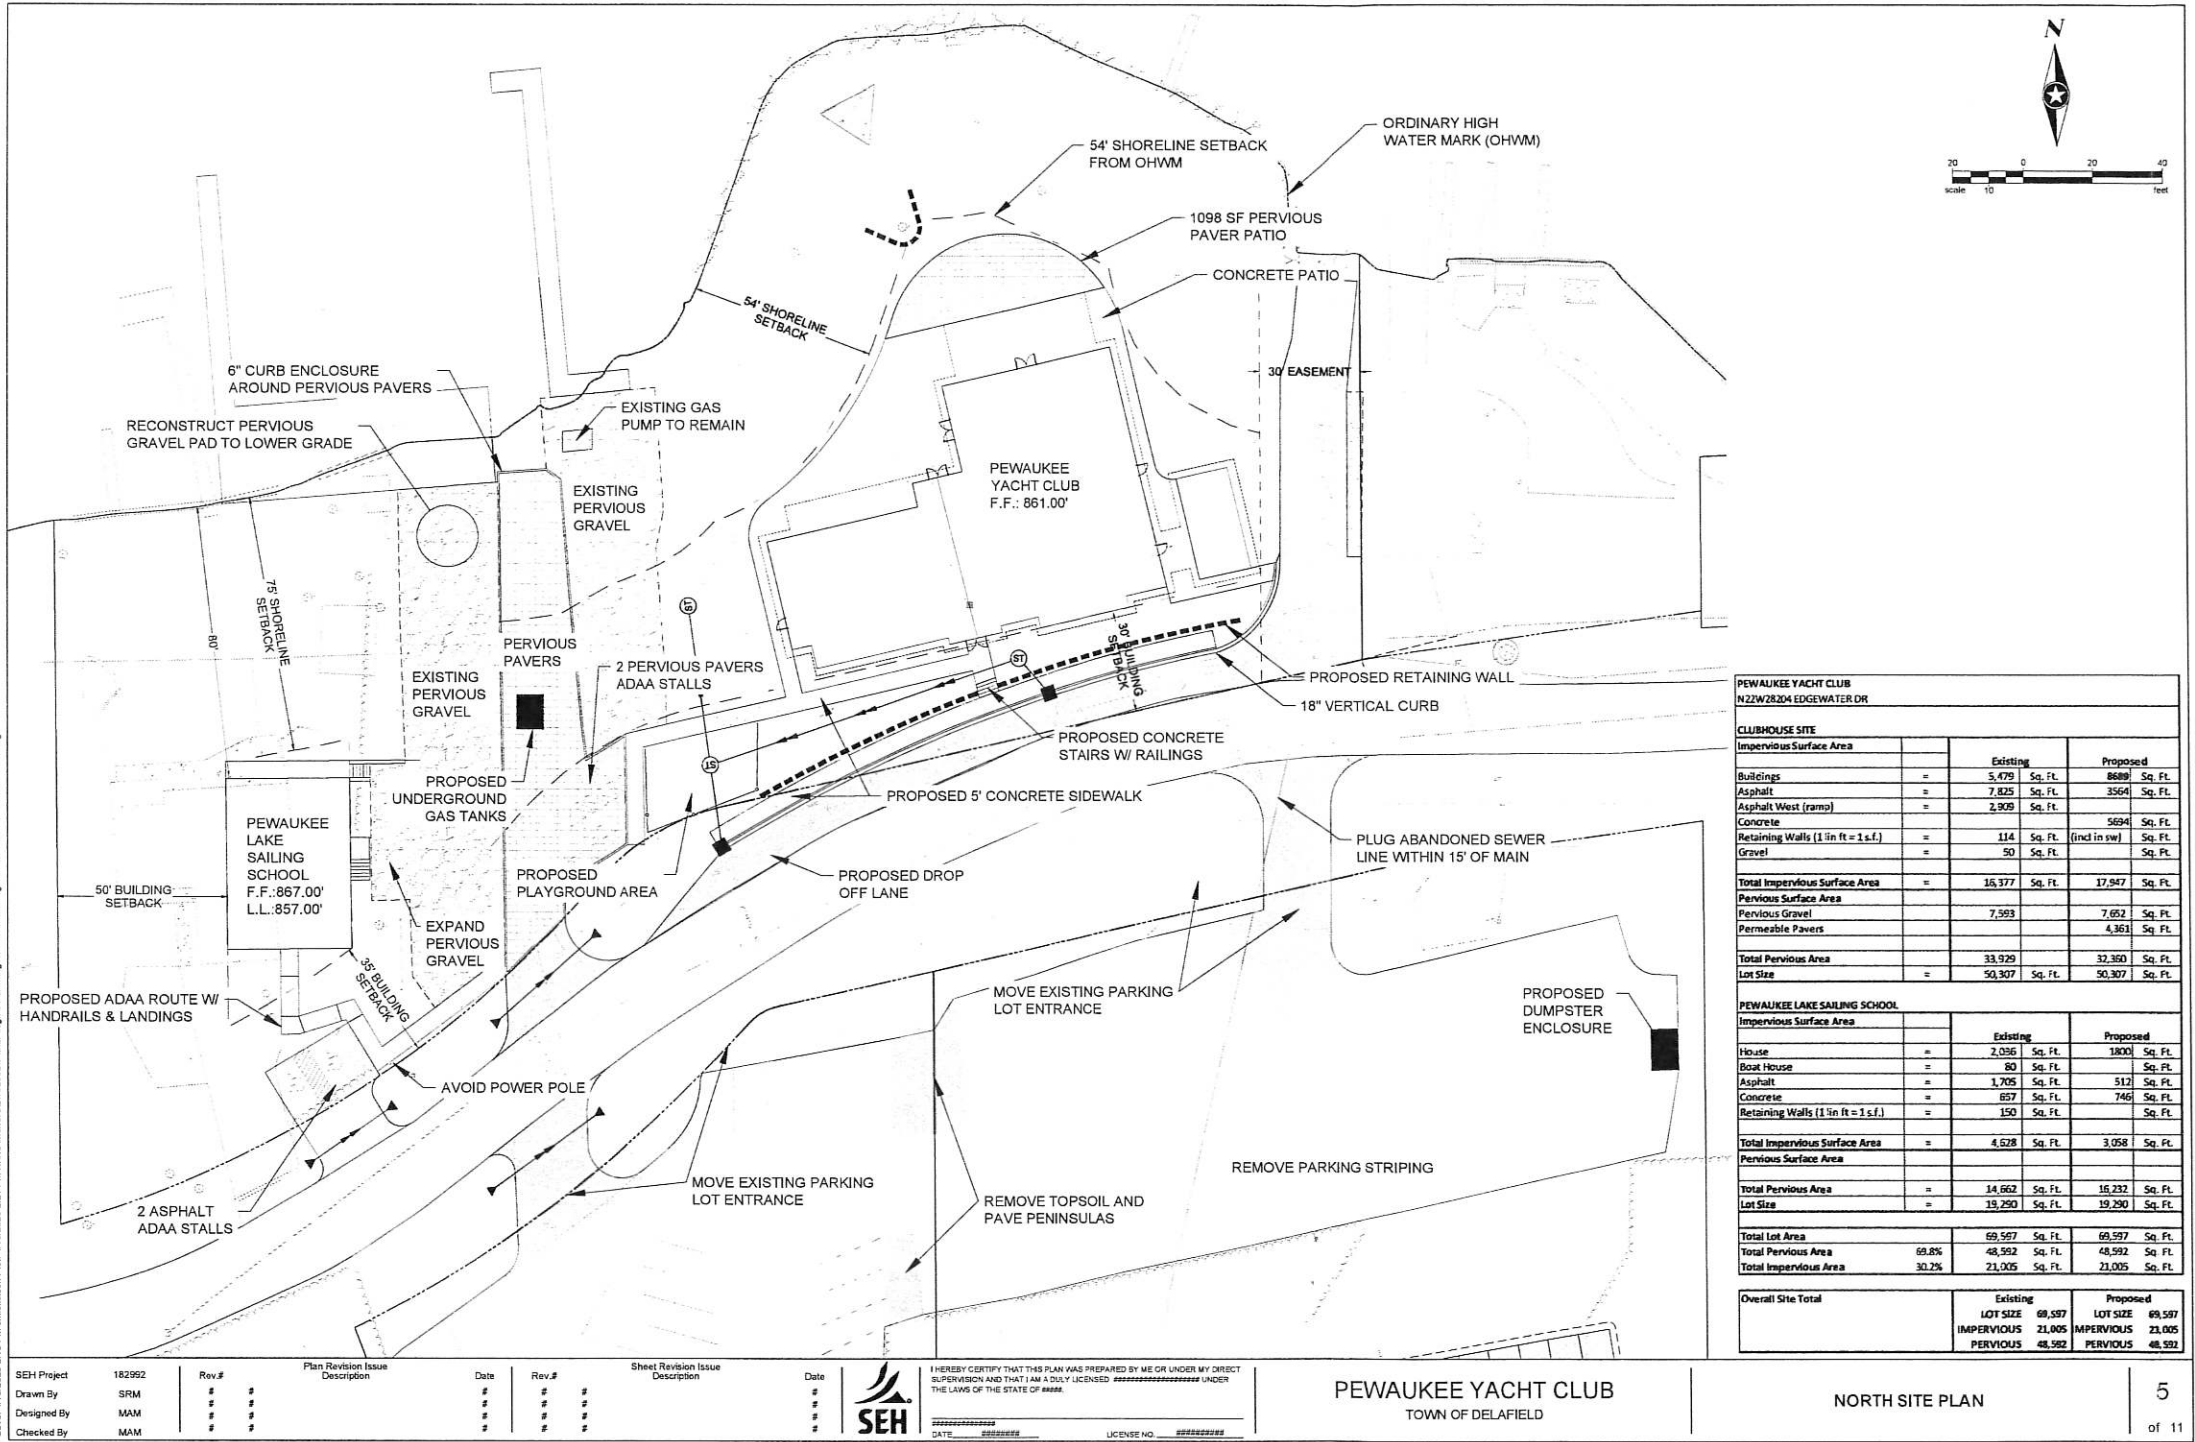 N
20 0 20 40
scale 10 feet
ORDINARY HIGH
WATER MARK (OHWM)
54' SHORELINE SETBACK
FROM OHWM
1098 SF PERVIOUS
PAVER PATIO
CONCRETE PATIO
54' SHORELINE
SETBACK
30' EASEMENT
6" CURB ENCLOSURE
AROUND PERVIOUS PAVERS
EXISTING GAS
PUMP TO REMAIN
RECONSTRUCT PERVIOUS
GRAVEL PAD TO LOWER GRADE
EXISTING
PERVIOUS
GRAVEL
PEWAUKEE
YACHT CLUB
F.F.: 861.00'
75' SHORELINE
SETBACK
80'
ST
PERVIOUS
PAVERS
2 PERVIOUS PAVERS
ADAA STALLS
ST
30' BUILDING
SETBACK
EXISTING
PERVIOUS
GRAVEL
PROPOSED RETAINING WALL
18" VERTICAL CURB
PROPOSED CONCRETE
STAIRS W/ RAILINGS
ST
PROPOSED
UNDERGROUND
GAS TANKS
PROPOSED 5' CONCRETE SIDEWALK
PEWAUKEE
LAKE
SAILING
SCHOOL
F.F.:867.00'
L.L.:857.00'
PLUG ABANDONED SEWER
LINE WITHIN 15' OF MAIN
PROPOSED
PLAYGROUND AREA
PROPOSED DROP
OFF LANE
50' BUILDING
SETBACK
EXPAND
PERVIOUS
GRAVEL
35' BUILDING
SETBACK
PROPOSED ADAA ROUTE W/
HANDRAILS & LANDINGS
MOVE EXISTING PARKING
LOT ENTRANCE
PROPOSED
DUMPSTER
ENCLOSURE
AVOID POWER POLE
MOVE EXISTING PARKING
LOT ENTRANCE
REMOVE PARKING STRIPING
2 ASPHALT
ADAA STALLS
REMOVE TOPSOIL AND
PAVE PENINSULAS
PEWAUKEE YACHT CLUB
N22W28204 EDGEWATER DR
CLUBHOUSE SITE
Impervious Surface Area
Existing Proposed
Buildings = 5,479 Sq. Ft. 8689 Sq. Ft.
Asphalt = 7,825 Sq. Ft. 3564 Sq. Ft.
Asphalt West (ramp) = 2,909 Sq. Ft.
Concrete 5694 Sq. Ft.
Retaining Walls (1 lin ft = 1 s.f.) = 114 Sq. Ft. (incl in sw) Sq. Ft.
Gravel = 50 Sq. Ft. Sq. Ft.
Total Impervious Surface Area = 16,377 Sq. Ft. 17,947 Sq. Ft.
Pervious Surface Area
Pervious Gravel 7,593 7,652 Sq. Ft.
Permeable Pavers 4,361 Sq. Ft.
Total Pervious Area 33,929 32,360 Sq. Ft.
Lot Size = 50,307 Sq. Ft. 50,307 Sq. Ft.
PEWAUKEE LAKE SAILING SCHOOL
Impervious Surface Area
Existing Proposed
House = 2,036 Sq. Ft. 1800 Sq. Ft.
Boat House = 80 Sq. Ft. Sq. Ft.
Asphalt = 1,705 Sq. Ft. 512 Sq. Ft.
Concrete = 657 Sq. Ft. 746 Sq. Ft.
Retaining Walls (1 lin ft = 1 s.f.) = 150 Sq. Ft. Sq. Ft.
Total Impervious Surface Area = 4,628 Sq. Ft. 3,058 Sq. Ft.
Pervious Surface Area
Total Pervious Area = 14,662 Sq. Ft. 16,232 Sq. Ft.
Lot Size = 19,290 Sq. Ft. 19,290 Sq. Ft.
Total Lot Area 69,597 Sq. Ft. 69,597 Sq. Ft.
Total Pervious Area 69.8% 48,592 Sq. Ft. 48,592 Sq. Ft.
Total Impervious Area 30.2% 21,005 Sq. Ft. 21,005 Sq. Ft.
Overall Site Total Existing Proposed
LOT SIZE 69,597 LOT SIZE 69,597
IMPERVIOUS 21,005 IMPERVIOUS 21,005
PERVIOUS 48,592 PERVIOUS 48,592
SEH Project 182992
Drawn By SRM
Designed By MAM
Checked By MAM
Rev.# Plan Revision Issue Description Date
# # #
# # #
# # #
# # #
Rev.# Sheet Revision Issue Description Date
# # #
# # #
# # #
# # #
SEH
I HEREBY CERTIFY THAT THIS PLAN WAS PREPARED BY ME OR UNDER MY DIRECT
SUPERVISION AND THAT I AM A DULY LICENSED #################### UNDER
THE LAWS OF THE STATE OF #####.
###############
DATE ######## LICENSE NO. ##########
PEWAUKEE YACHT CLUB
TOWN OF DELAFIELD
NORTH SITE PLAN
5
of 11